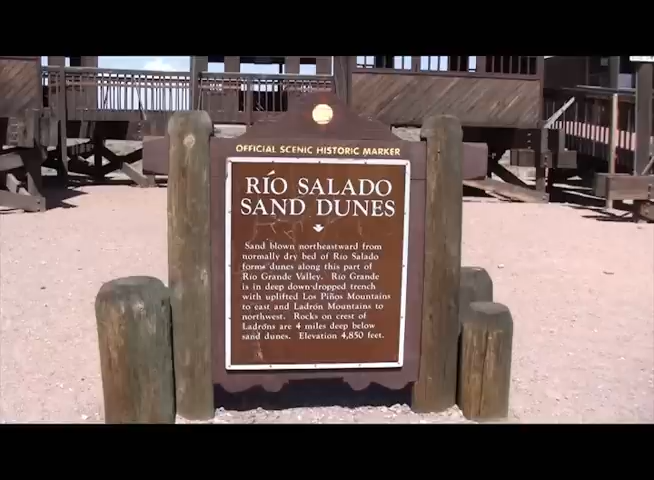 OFFICIAL SCENIC HISTORIC MARKER
RÍO SALADO
SAND DUNES
Sand blown northeastward from
normally dry bed of Río Salado
forms dunes along this part of
Río Grande Valley. Río Grande
is in deep down-dropped trench
with uplifted Los Piños Mountains
to east and Ladrón Mountains to
northwest. Rocks on crest of
Ladróns are 4 miles deep below
sand dunes. Elevation 4,850 feet.